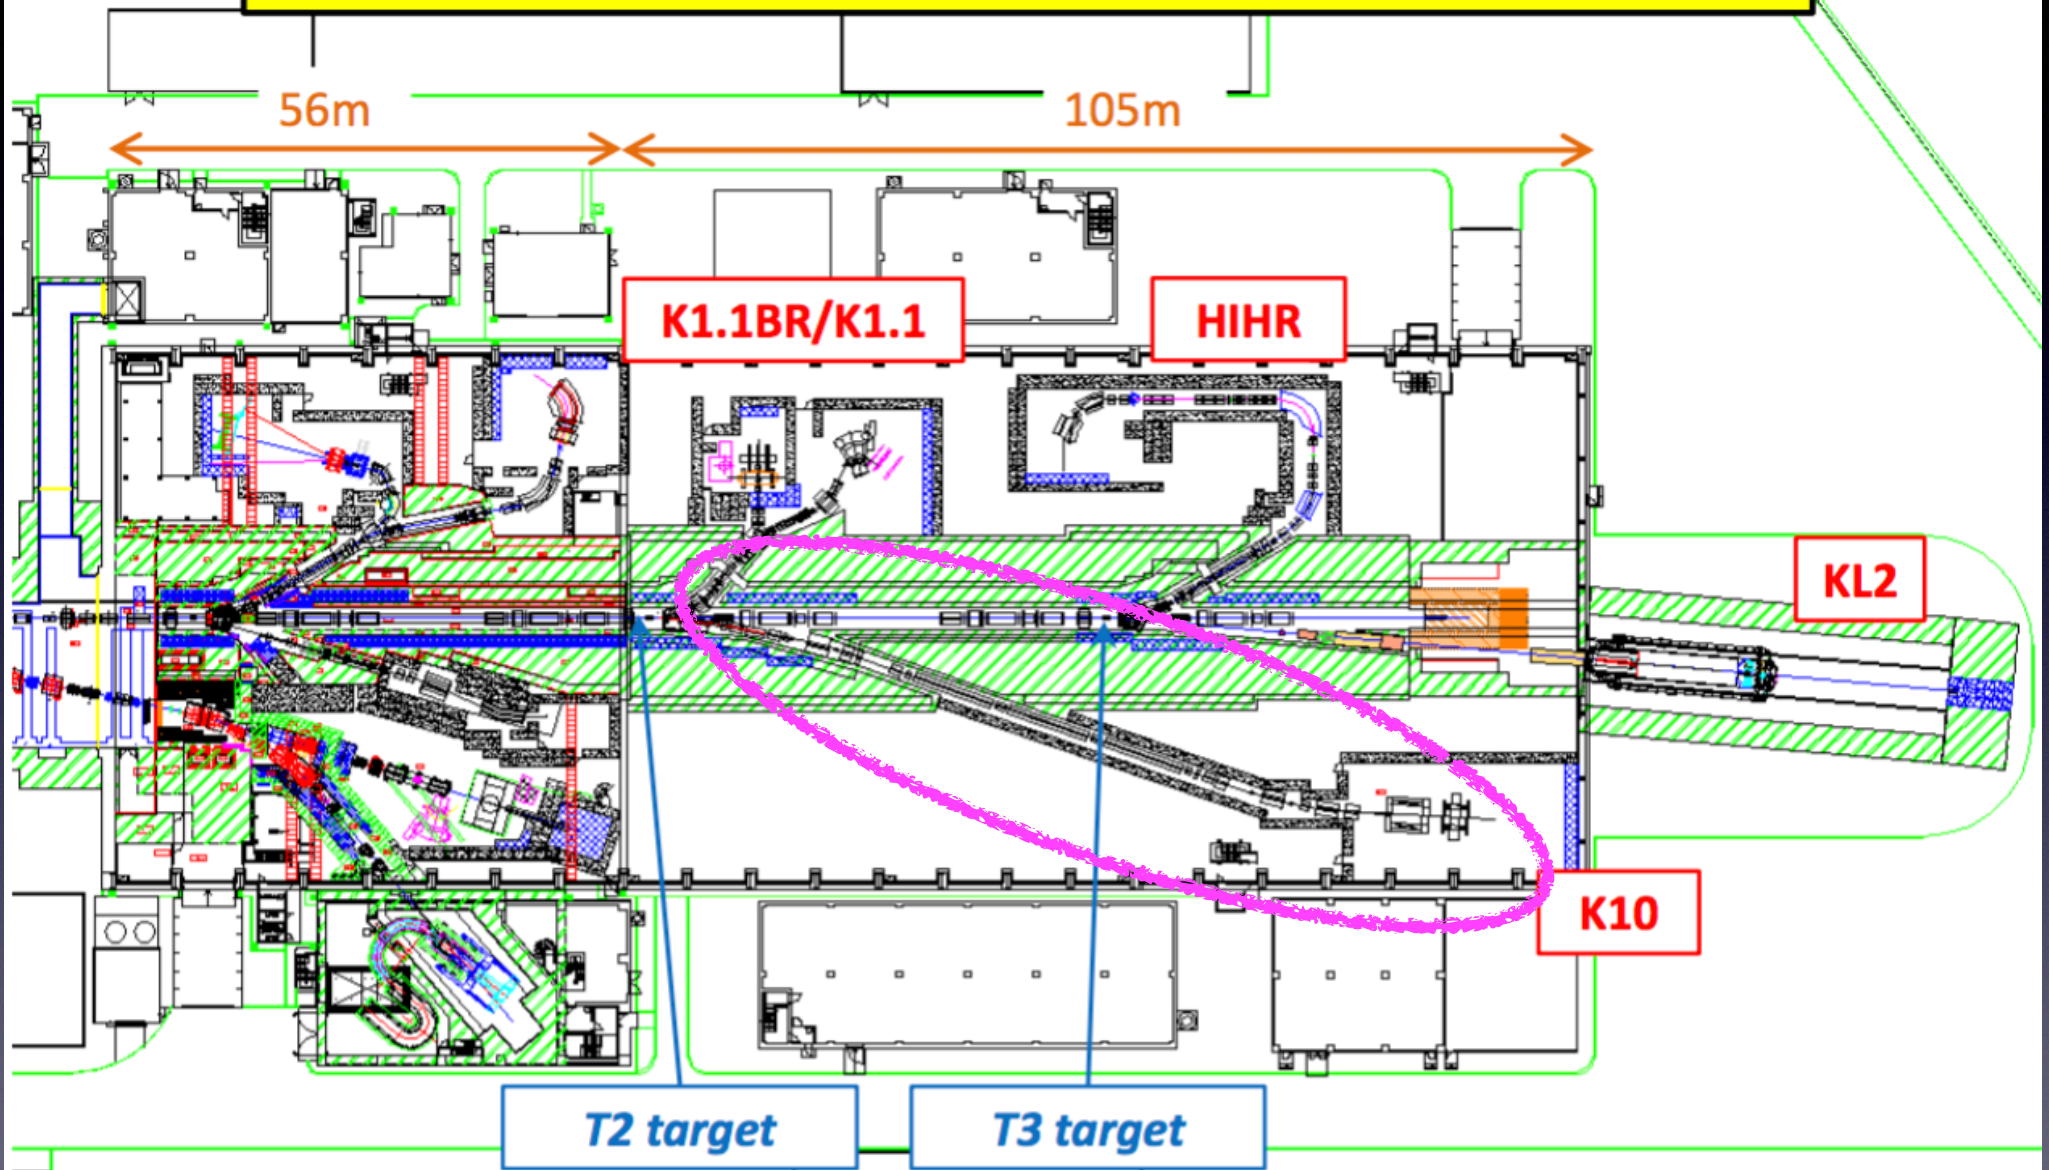 56m
105m
K1.1BR/K1.1
HIHR
KL2
K10
T2 target
T3 target